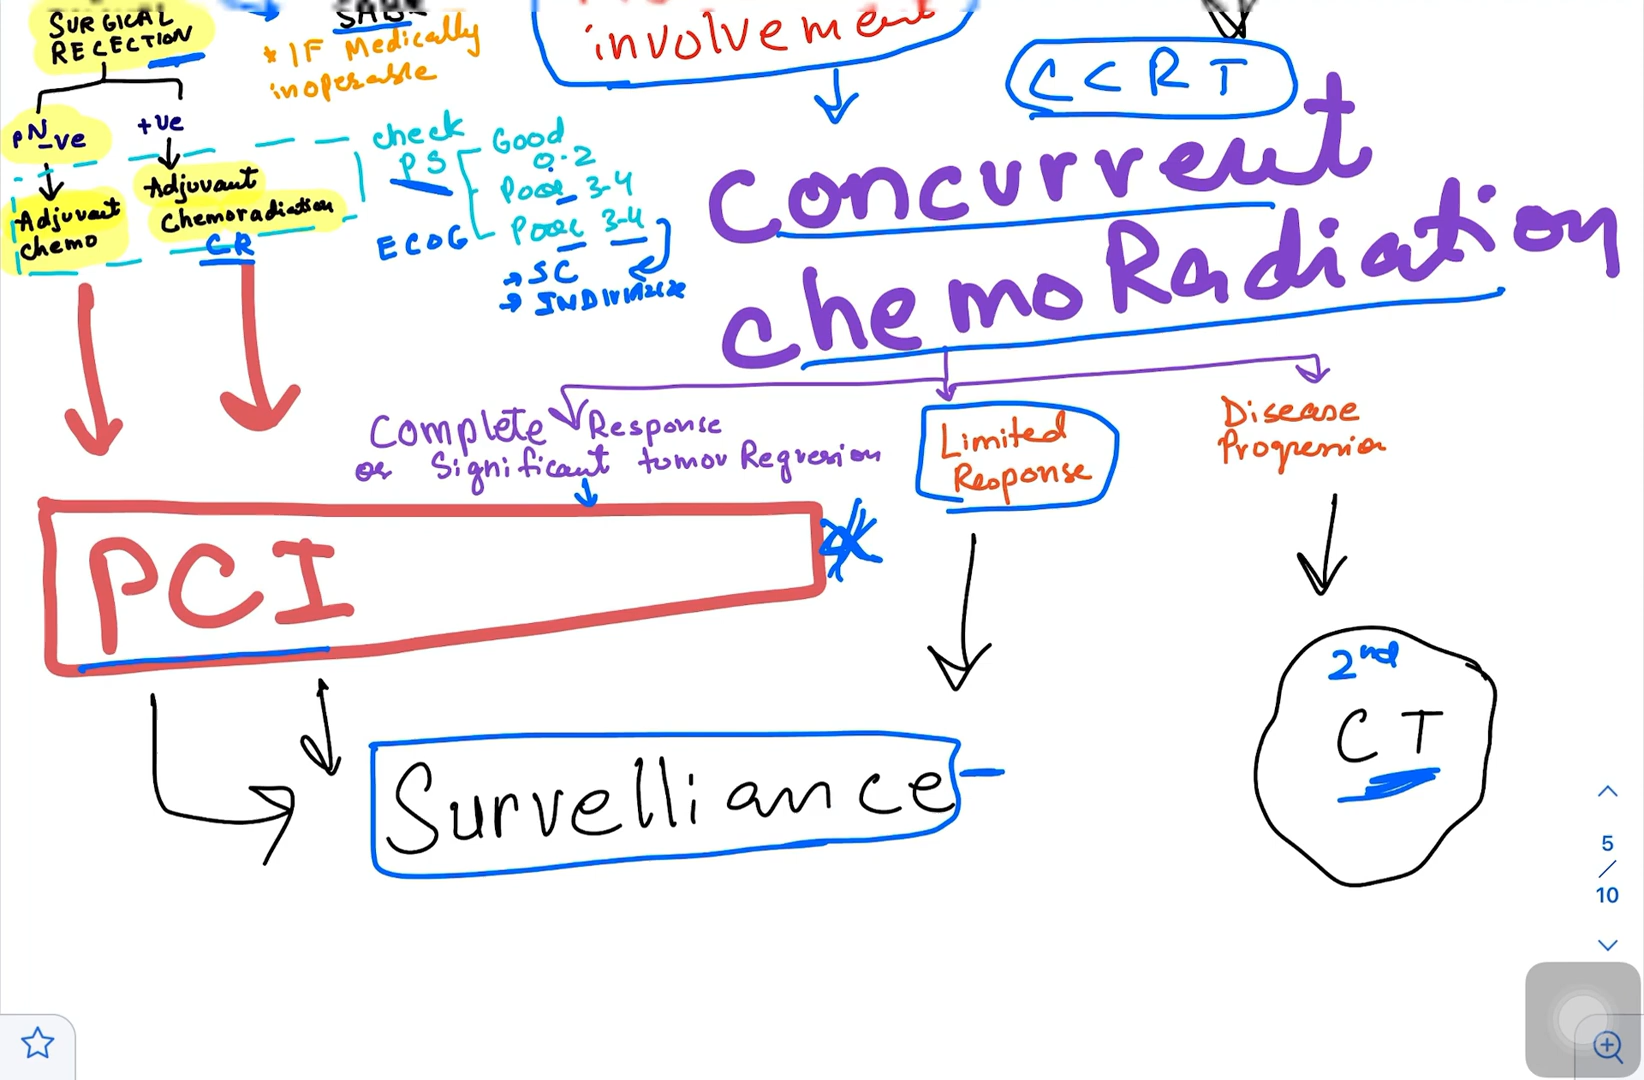 SURGICAL
RECECTION
* IF Medically
inoperable
involvement
CCRT
pN -ve
+ve
Adjuvant
chemo
Adjuvant
Chemoradiation
CR
check
PS
ECOG
Good
0-2
Poor 3-4
Poor 3-4
→ SC
Concurrent
chemoRadiation
Complete Response
or Significant tumor Regression
Limited
Response
Disease
Progression
PCI
Survelliance
2nd
CT
5
/
10